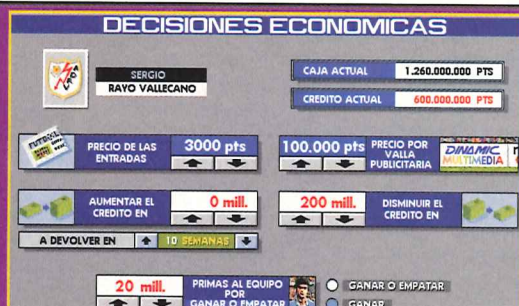 DECISIONES ECONOMICAS
SERGIO
RAYO VALLECANO
CAJA ACTUAL 1.260.000.000 PTS
CREDITO ACTUAL 600.000.000 PTS
PRECIO DE LAS
ENTRADAS
3000 pts
100.000 pts
PRECIO POR
VALLA
PUBLICITARIA
DINAMIC
MULTIMEDIA
AUMENTAR EL
CREDITO EN
0 mill.
200 mill.
DISMINUIR EL
CREDITO EN
A DEVOLVER EN 10 SEMANAS
20 mill.
PRIMAS AL EQUIPO
POR
GANAR O EMPATAR
GANAR O EMPATAR
GANAR